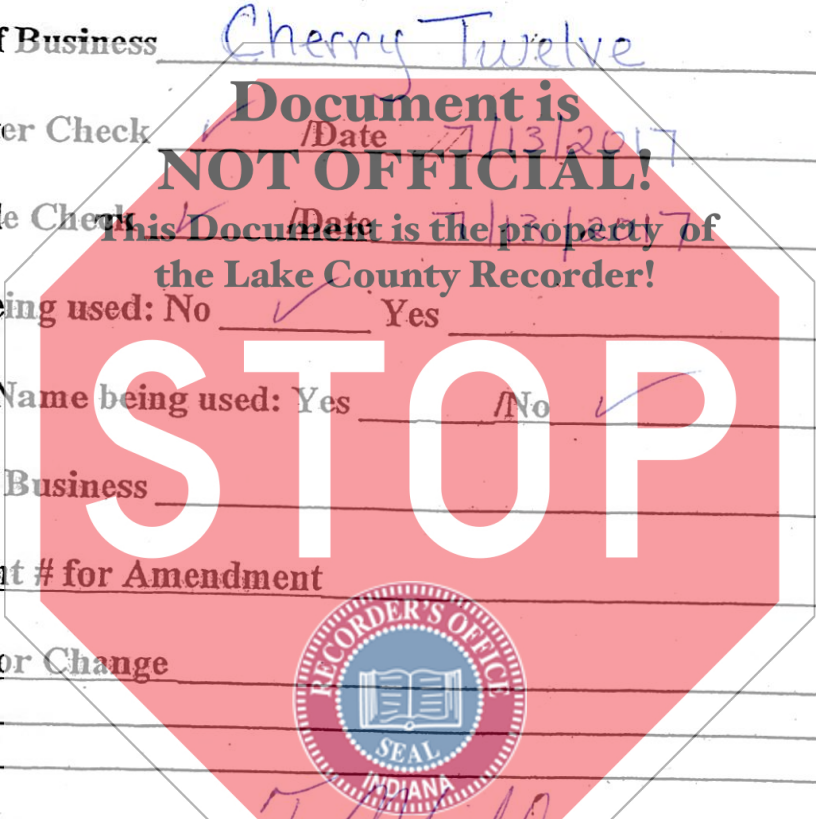 f Business Cherry Twelve
Document is
er Check ✓ /Date 7/13/2017
NOT OFFICIAL!
e Check ✓ /Date 7/13/2017
This Document is the property of
the Lake County Recorder!
ing used: No ✓ Yes
STOP
Name being used: Yes /No ✓
Business
t # for Amendment
RECORDER'S OFFICE
or Change
SEAL
INDIANA